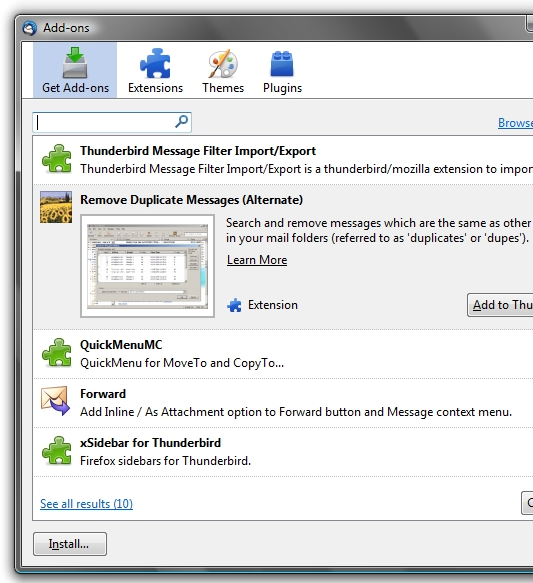 Add-ons
Get Add-ons Extensions Themes Plugins
Browse
Thunderbird Message Filter Import/Export
Thunderbird Message Filter Import/Export is a thunderbird/mozilla extension to impor
Remove Duplicate Messages (Alternate)
Search and remove messages which are the same as other
in your mail folders (referred to as 'duplicates' or 'dupes').
Learn More
Extension
Add to Thu
QuickMenuMC
QuickMenu for MoveTo and CopyTo...
Forward
Add Inline / As Attachment option to Forward button and Message context menu.
xSidebar for Thunderbird
Firefox sidebars for Thunderbird.
See all results (10)
C
Install...